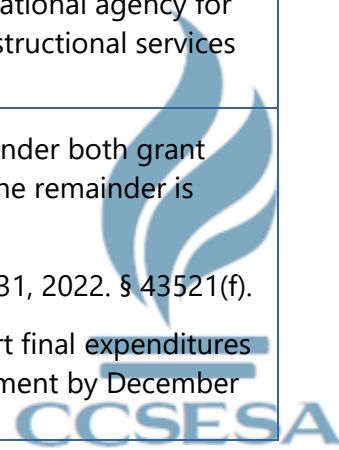 ational agency for
structional services
nder both grant
he remainder is
31, 2022. § 43521(f).
rt final expenditures
ment by December
CCSESA